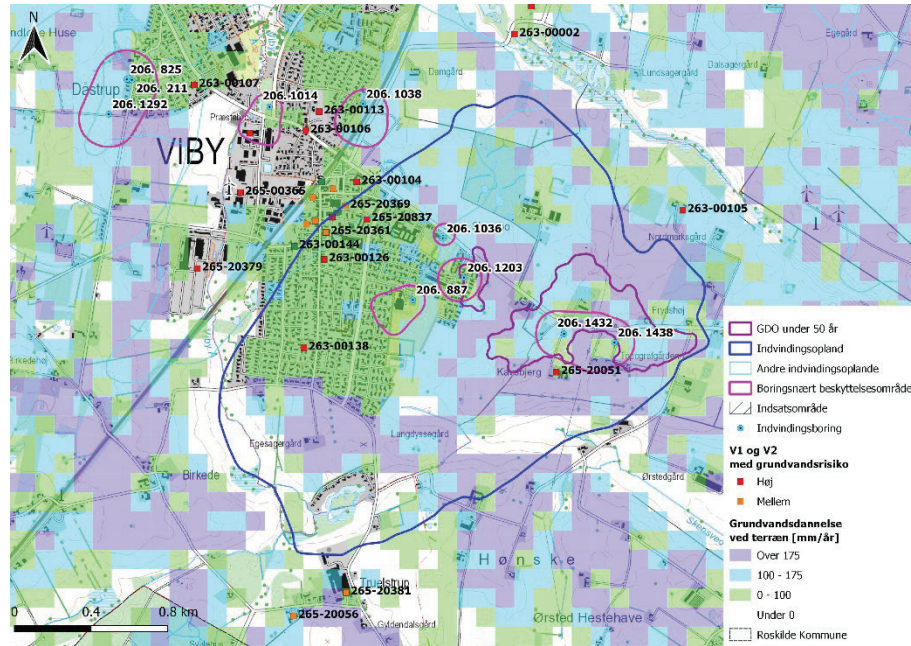 N
263-00002
Dalsagergård
Egegård
Damgård
Lundsagergård
206. 825
263-00107
Dastrup
206. 211
206. 1292
206. 1014
206. 1038
263-00113
263-00106
VIBY
263-00104
265-00365
265-20369
265-20837
265-20361
206. 1036
263-00105
263-00144
263-00126
265-20379
206. 1203
206. 887
Frydshøj
206. 1432
206. 1438
Topografgården
263-00138
265-20051
Birkede
Egesagergård
Langdyssegård
Ørstedgård
Hønske
Truelstrup
265-20381
265-20056
Gyldendalsgård
Ørsted Hestehave
0 0.4 0.8 km
GDO under 50 år
Indvindingsopland
Andre indvindingsoplande
Boringsnært beskyttelsesområde
Indsatsområde
Indvindingsboring
V1 og V2
med grundvandsrisiko
Høj
Mellem
Grundvandsdannelse
ved terræn [mm/år]
Over 175
100 - 175
0 - 100
Under 0
Roskilde Kommune